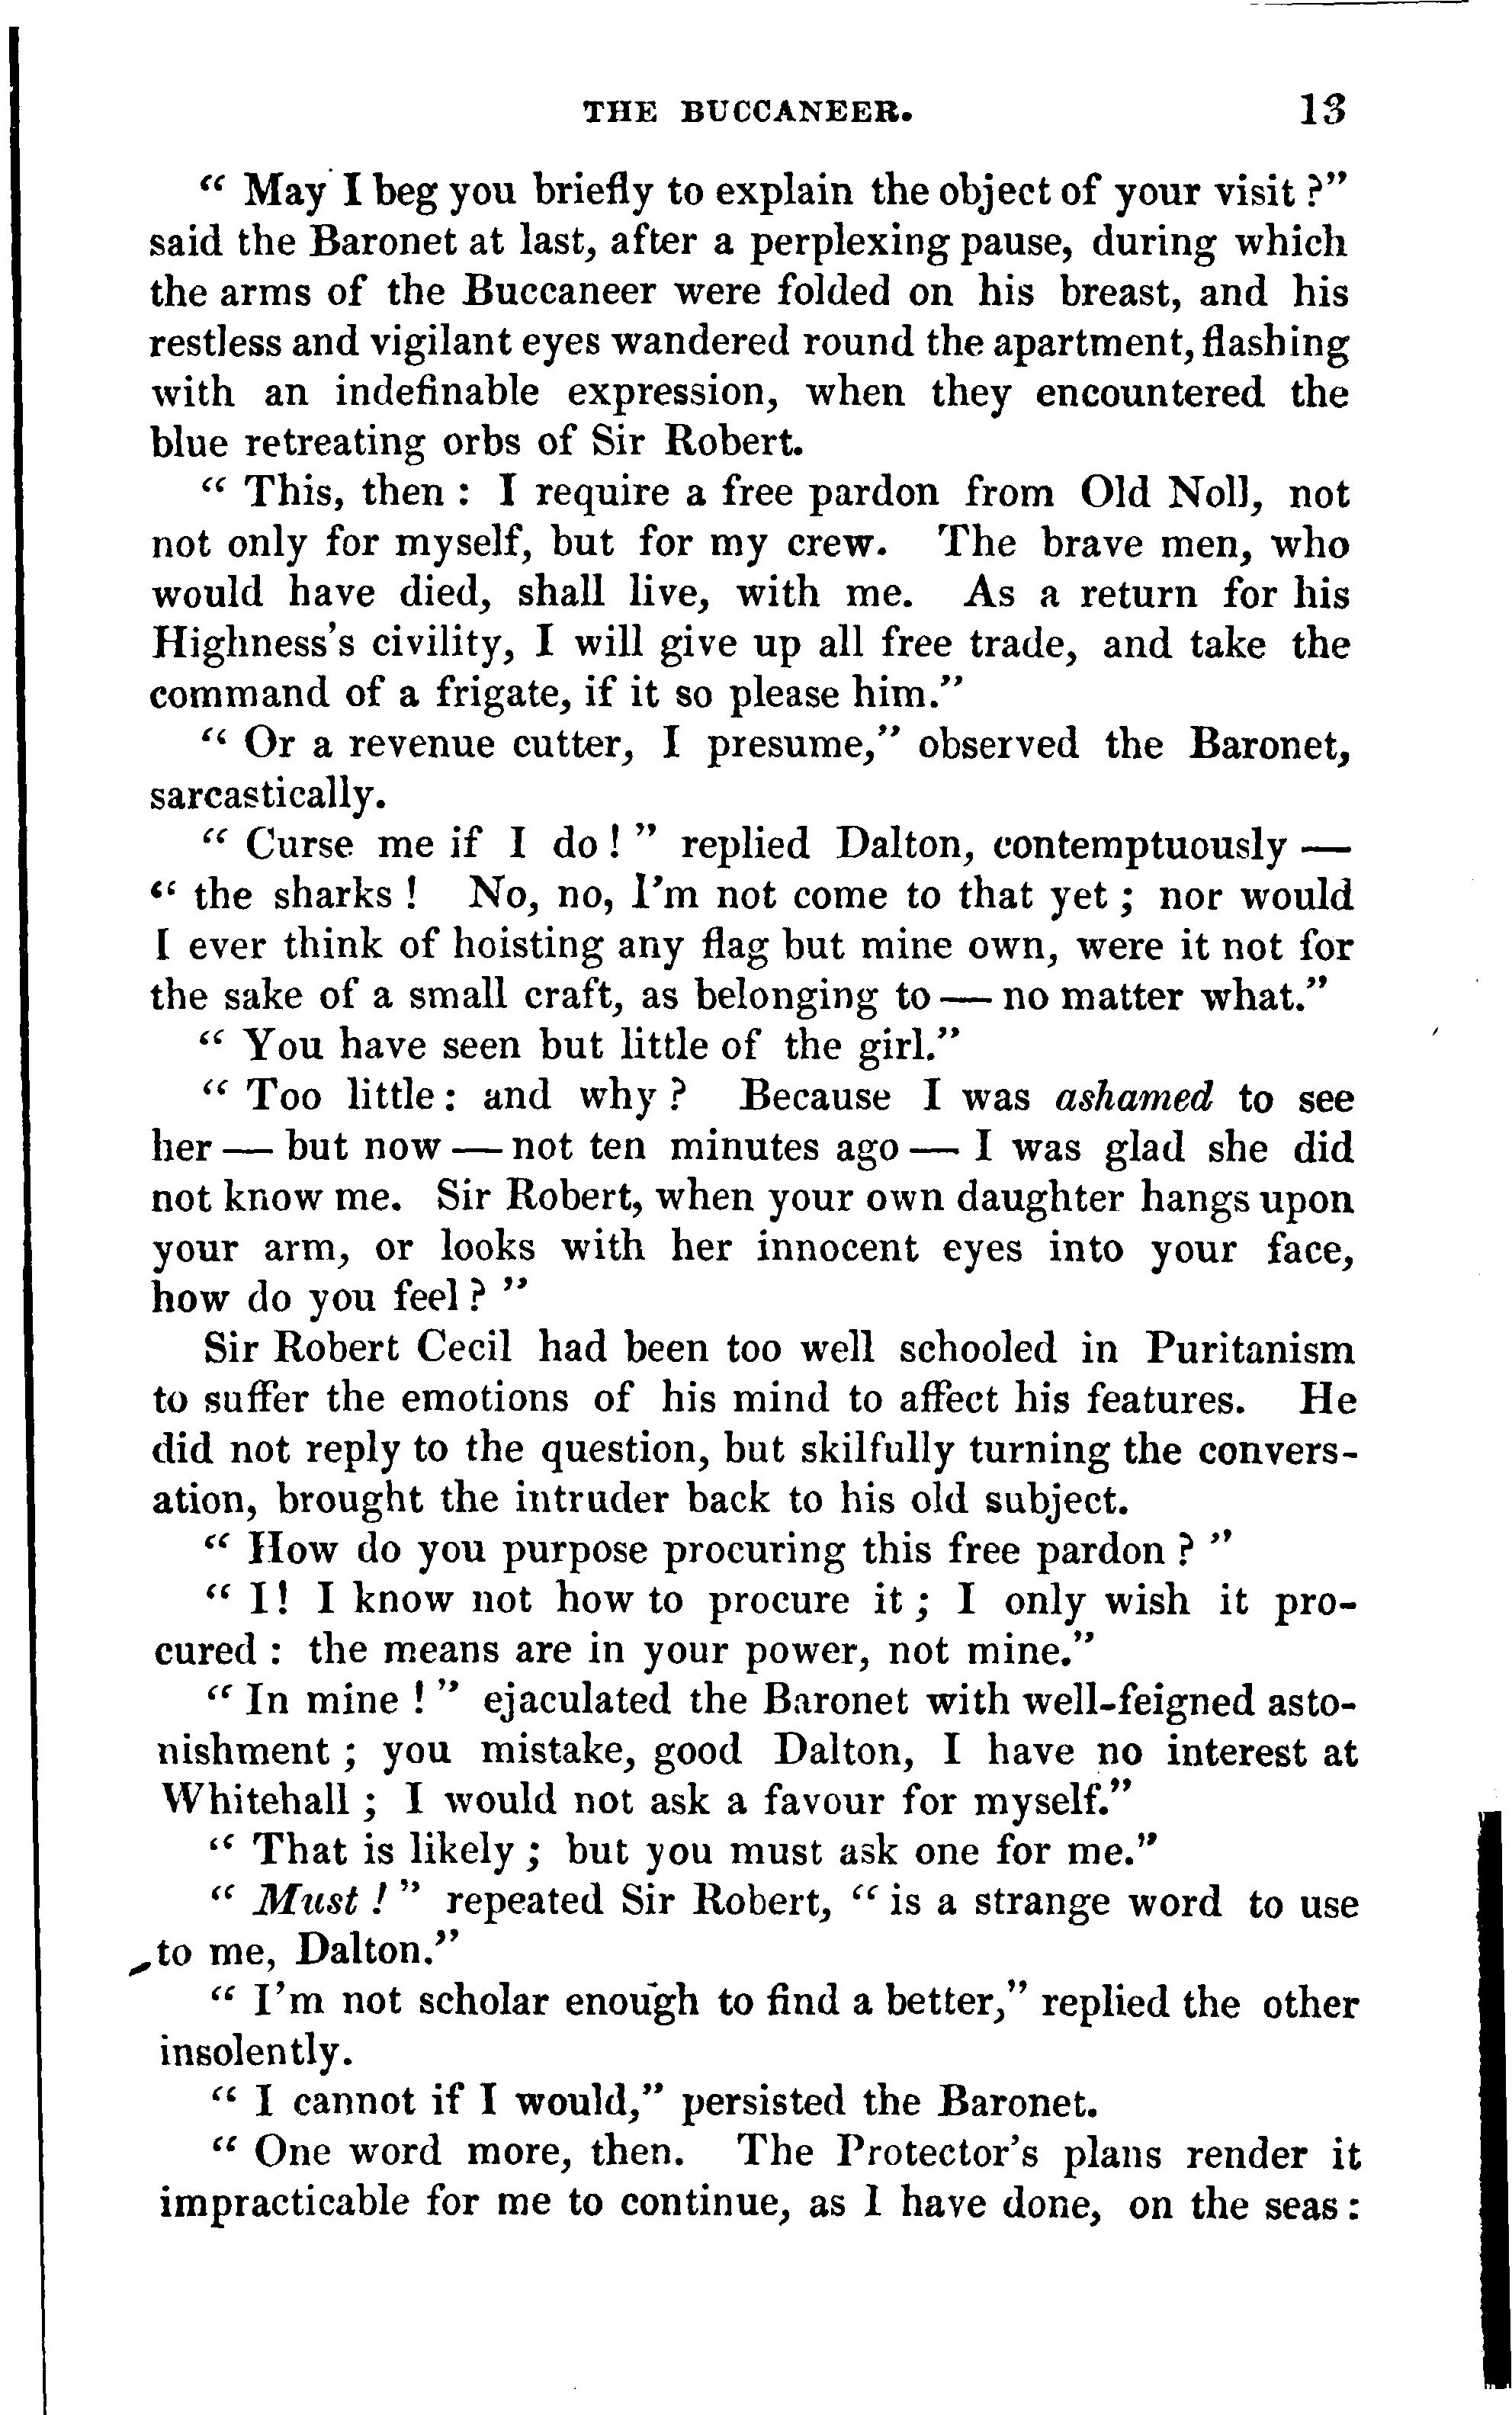 THE BUCCANEER. 13
" May I beg you briefly to explain the object of your visit ?"
said the Baronet at last, after a perplexing pause, during which
the arms of the Buccaneer were folded on his breast, and his
restless and vigilant eyes wandered round the apartment, flashing
with an indefinable expression, when they encountered the
blue retreating orbs of Sir Robert.
" This, then : I require a free pardon from Old Noll, not
not only for myself, but for my crew. The brave men, who
would have died, shall live, with me. As a return for his
Highness's civility, I will give up all free trade, and take the
command of a frigate, if it so please him."
" Or a revenue cutter, I presume," observed the Baronet,
sarcastically.
" Curse me if I do ! " replied Dalton, contemptuously —
" the sharks ! No, no, I'm not come to that yet ; nor would
I ever think of hoisting any flag but mine own, were it not for
the sake of a small craft, as belonging to — no matter what."
" You have seen but little of the girl."
" Too little : and why ? Because I was ashamed to see
her — but now — not ten minutes ago — I was glad she did
not know me. Sir Robert, when your own daughter hangs upon
your arm, or looks with her innocent eyes into your face,
how do you feel ? "
Sir Robert Cecil had been too well schooled in Puritanism
to suffer the emotions of his mind to affect his features. He
did not reply to the question, but skilfully turning the convers-
ation, brought the intruder back to his old subject.
" How do you purpose procuring this free pardon ? "
" I! I know not how to procure it ; I only wish it pro-
cured : the means are in your power, not mine."
" In mine ! " ejaculated the Baronet with well-feigned asto-
nishment ; you mistake, good Dalton, I have no interest at
Whitehall ; I would not ask a favour for myself."
" That is likely ; but you must ask one for me."
" Must ! " repeated Sir Robert, " is a strange word to use
to me, Dalton."
" I'm not scholar enough to find a better," replied the other
insolently.
" I cannot if I would," persisted the Baronet.
" One word more, then. The Protector's plans render it
impracticable for me to continue, as I have done, on the seas :